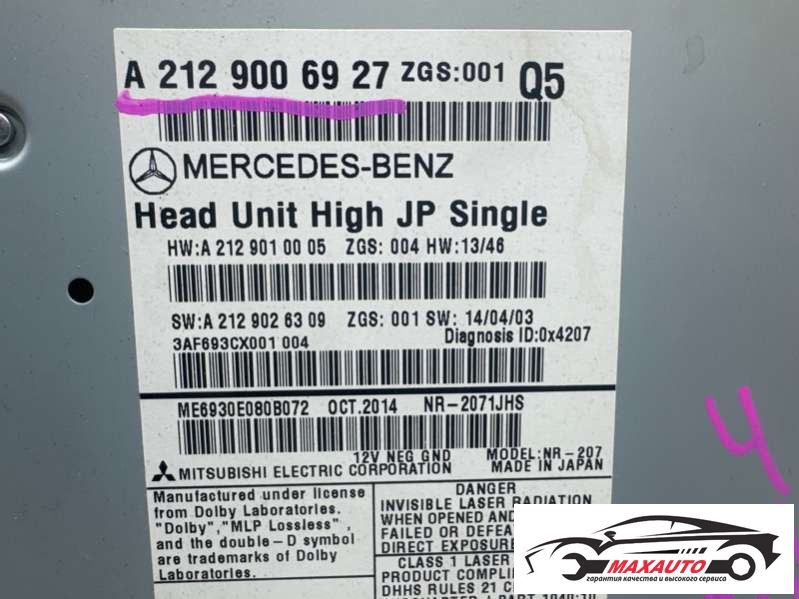 A 212 900 69 27 ZGS:001 Q5
MERCEDES-BENZ
Head Unit High JP Single
HW:A 212 901 00 05 ZGS: 004 HW:13/46
SW:A 212 902 63 09 ZGS: 001 SW: 14/04/03
3AF693CX001 004 Diagnosis ID:0x4207
ME6930E080B072 OCT.2014 NR-2071JHS
12V NEG GND MODEL:NR-207
MITSUBISHI ELECTRIC CORPORATION MADE IN JAPAN
Manufactured under license
from Dolby Laboratories.
"Dolby","MLP Lossless",
and the double-D symbol
are trademarks of Dolby
Laboratories.
DANGER
INVISIBLE LASER RADIATION
WHEN OPENED AND
FAILED OR DEFEA
DIRECT EXPOSURE
CLASS 1 LASER
PRODUCT COMPLI
DHHS RULES 21 C
4
MAXAUTO
гарантия качества и высокого сервиса